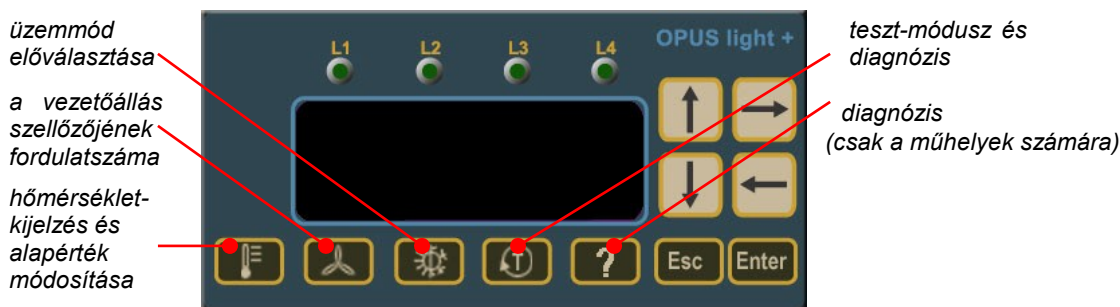 üzemmód
előválasztása
a vezetőállás
szellőzőjének
fordulatszáma
hőmérséklet-
kijelzés és
alapérték
módosítása
L1 L2 L3 L4
OPUS light +
T ? Esc Enter
teszt-módusz és
diagnózis
diagnózis
(csak a műhelyek számára)